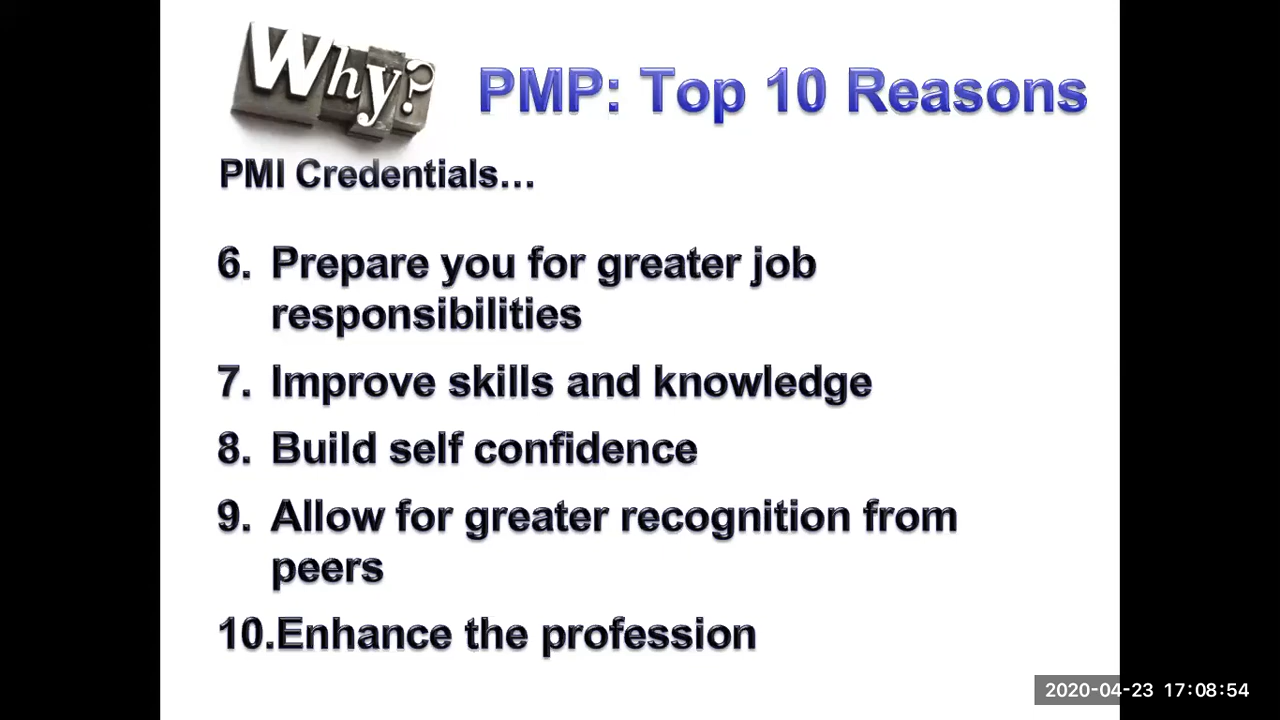 Why?
PMP: Top 10 Reasons
PMI Credentials...
6. Prepare you for greater job
responsibilities
7. Improve skills and knowledge
8. Build self confidence
9. Allow for greater recognition from
peers
10.Enhance the profession
2020-04-23 17:08:54